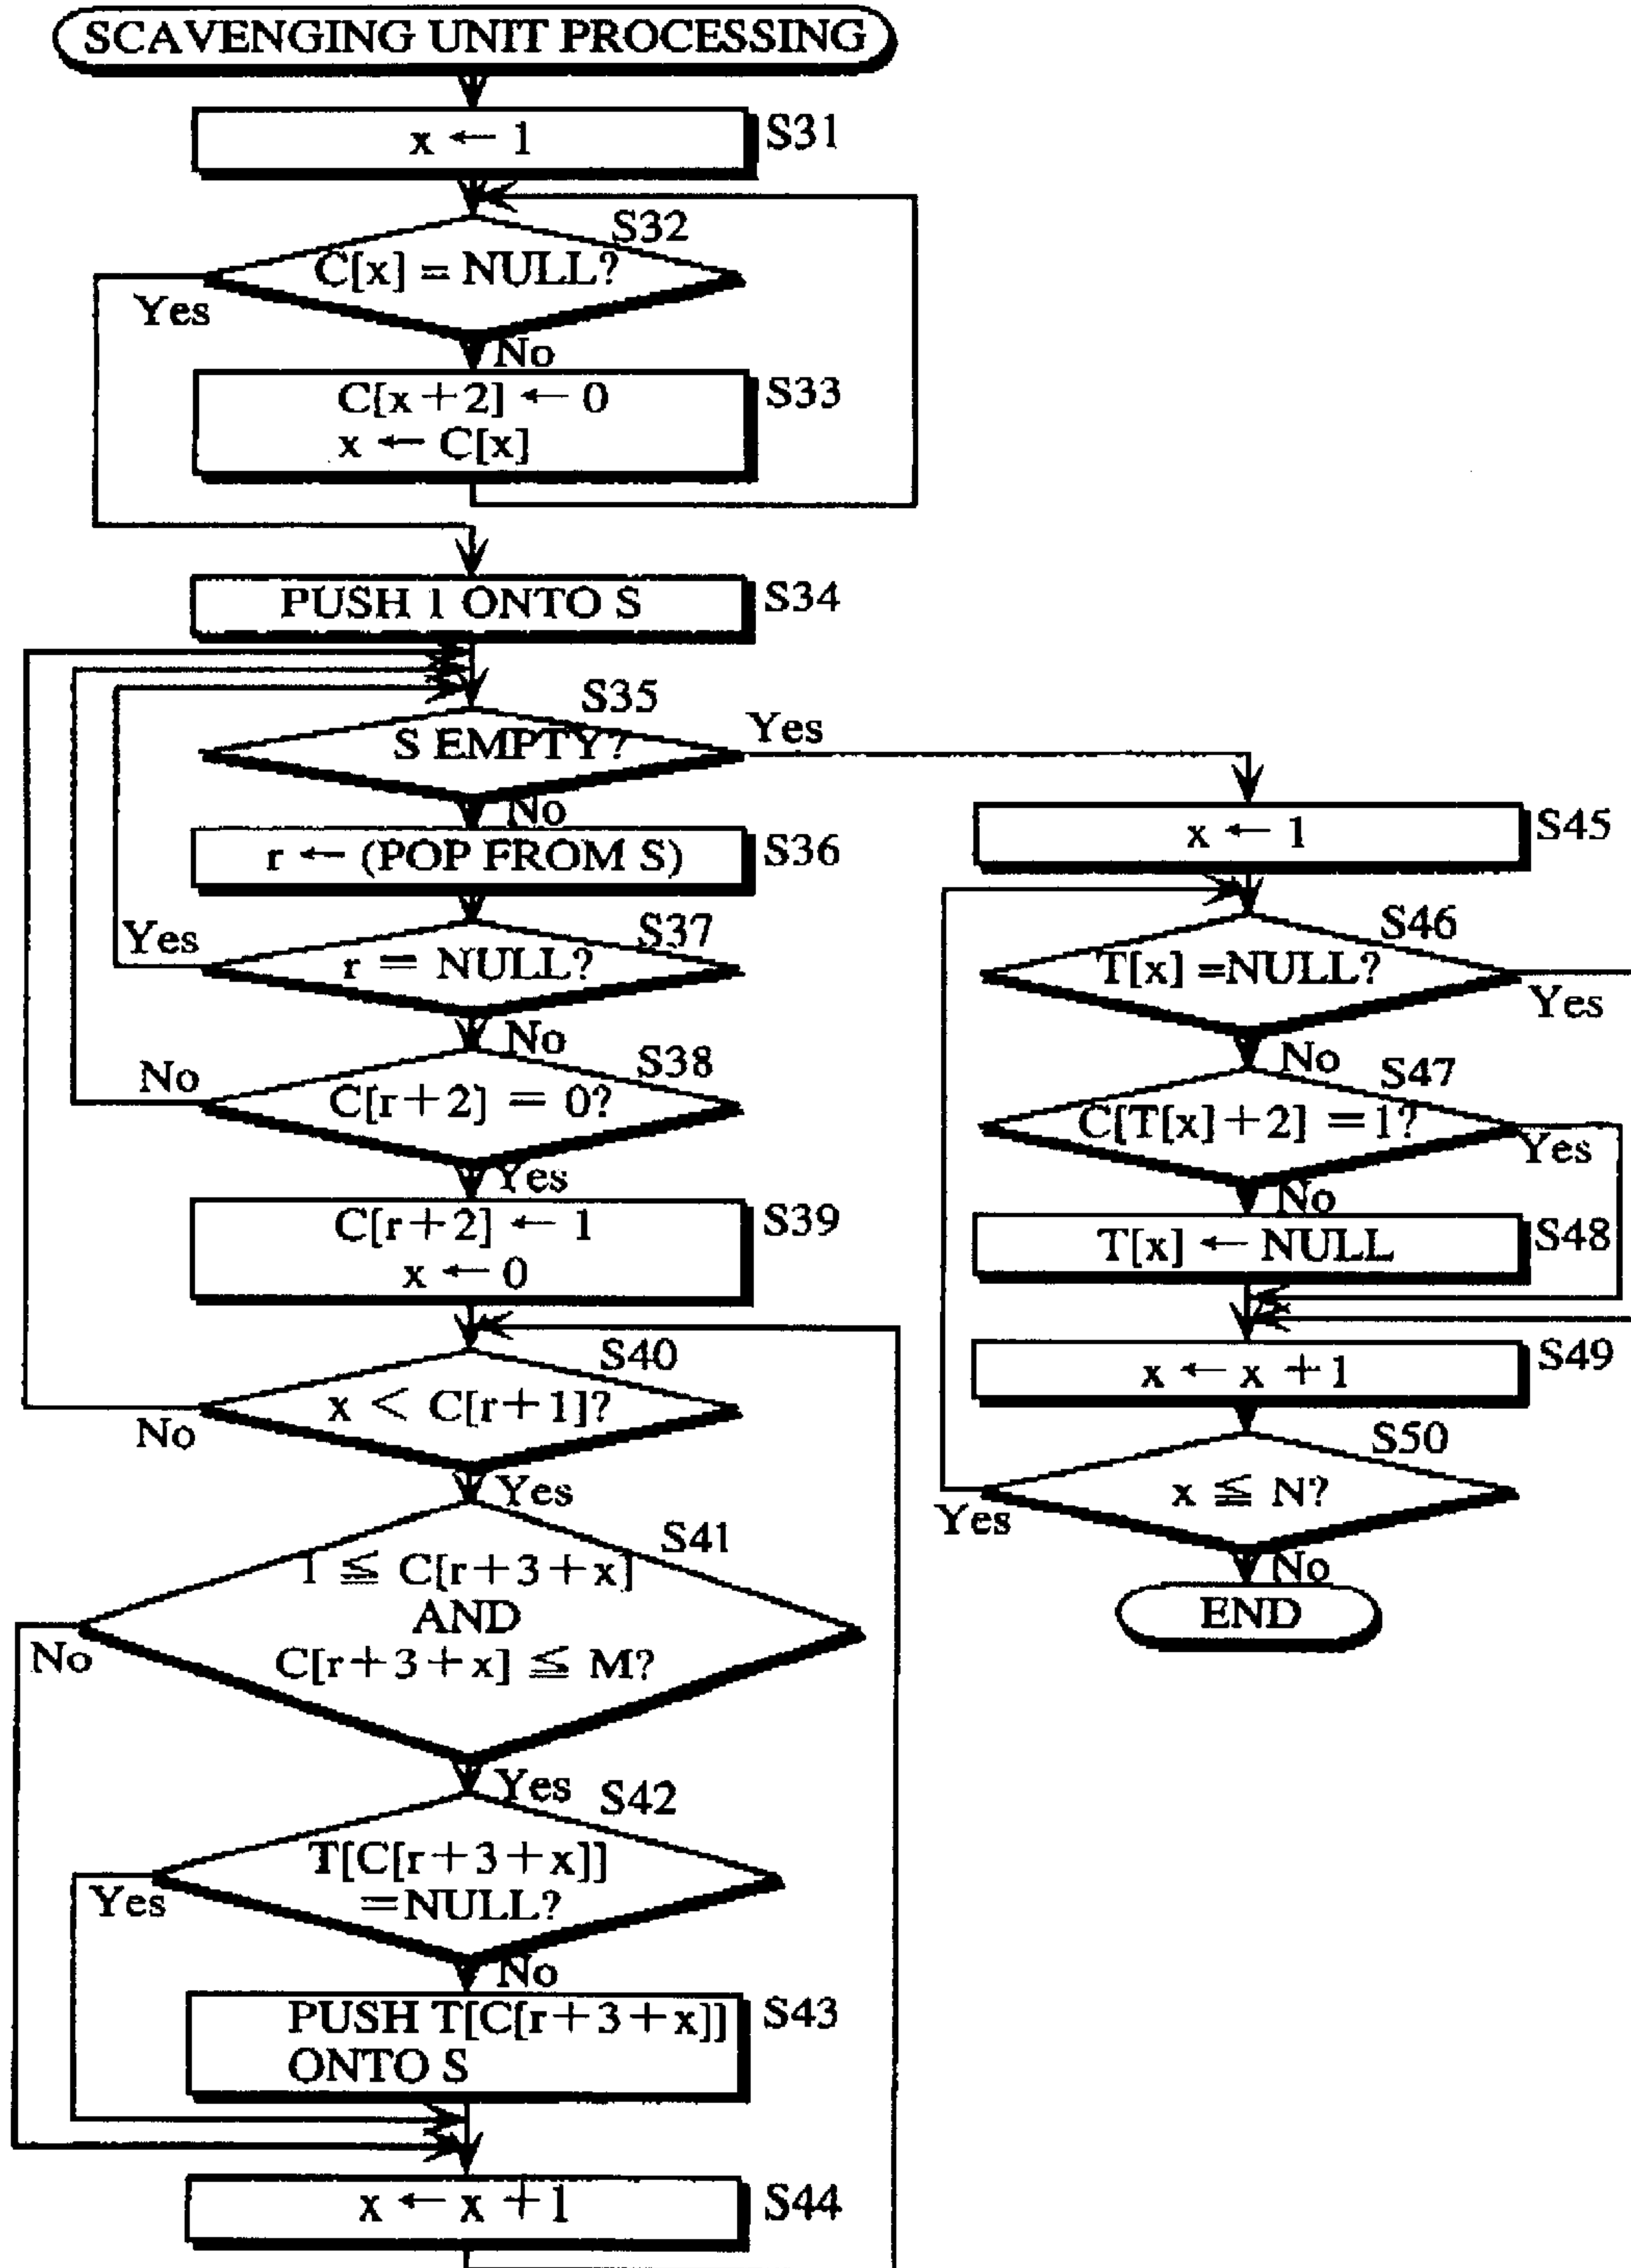 SCAVENGING UNIT PROCESSING
x ← 1
S31
S32
C[x] = NULL?
Yes
No
C[x+2] ← 0
x ← C[x]
S33
PUSH 1 ONTO S
S34
S35
S EMPTY?
Yes
No
r ← (POP FROM S)
S36
S37
r = NULL?
Yes
No
S38
C[r+2] = 0?
No
Yes
C[r+2] ← 1
x ← 0
S39
S40
x < C[r+1]?
No
Yes
S41
1 ≦ C[r+3+x]
AND
C[r+3+x] ≦ M?
No
Yes
S42
T[C[r+3+x]]
=NULL?
Yes
No
PUSH T[C[r+3+x]]
ONTO S
S43
x ← x +1
S44
x ← 1
S45
S46
T[x] =NULL?
Yes
No
S47
C[T[x]+2] =1?
Yes
No
T[x] ← NULL
S48
x ← x +1
S49
S50
x ≦ N?
Yes
No
END